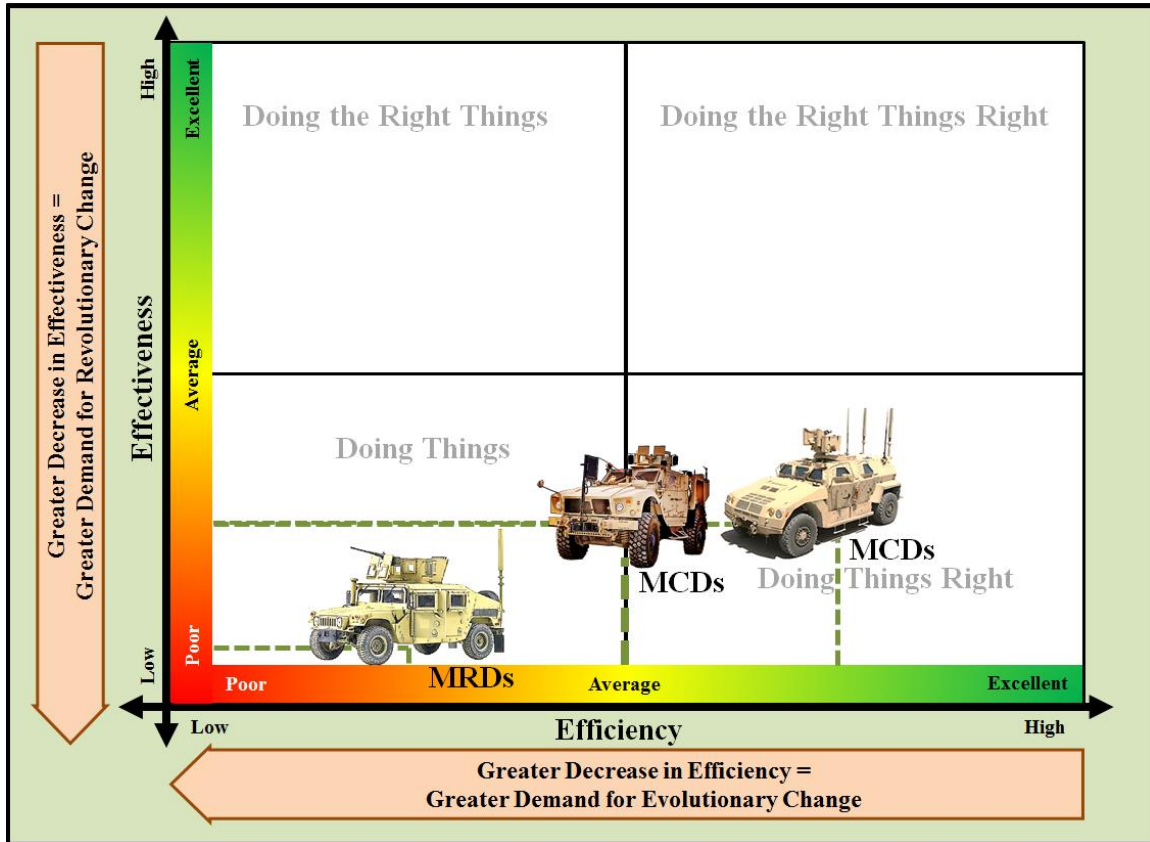 Greater Decrease in Effectiveness =
Greater Demand for Revolutionary Change
High
Effectiveness
Low
Excellent
Average
Poor
Doing the Right Things
Doing the Right Things Right
Doing Things
MCDs
MCDs
Doing Things Right
MRDs
Poor
Average
Excellent
Low
Efficiency
High
Greater Decrease in Efficiency =
Greater Demand for Evolutionary Change